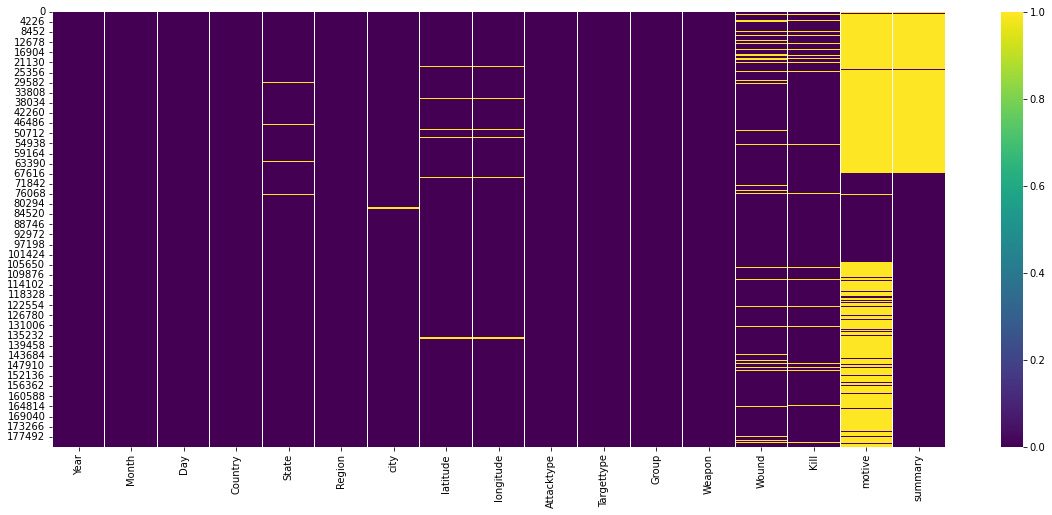 0
4226
8452
12678
16904
21130
25356
29582
33808
38034
42260
46486
50712
54938
59164
63390
67616
71842
76068
80294
84520
88746
92972
97198
101424
105650
109876
114102
118328
122554
126780
131006
135232
139458
143684
147910
152136
156362
160588
164814
169040
173266
177492
Year
Month
Day
Country
State
Region
city
latitude
longitude
Attacktype
Targettype
Group
Weapon
Wound
Kill
motive
summary
1.0
0.8
0.6
0.4
0.2
0.0